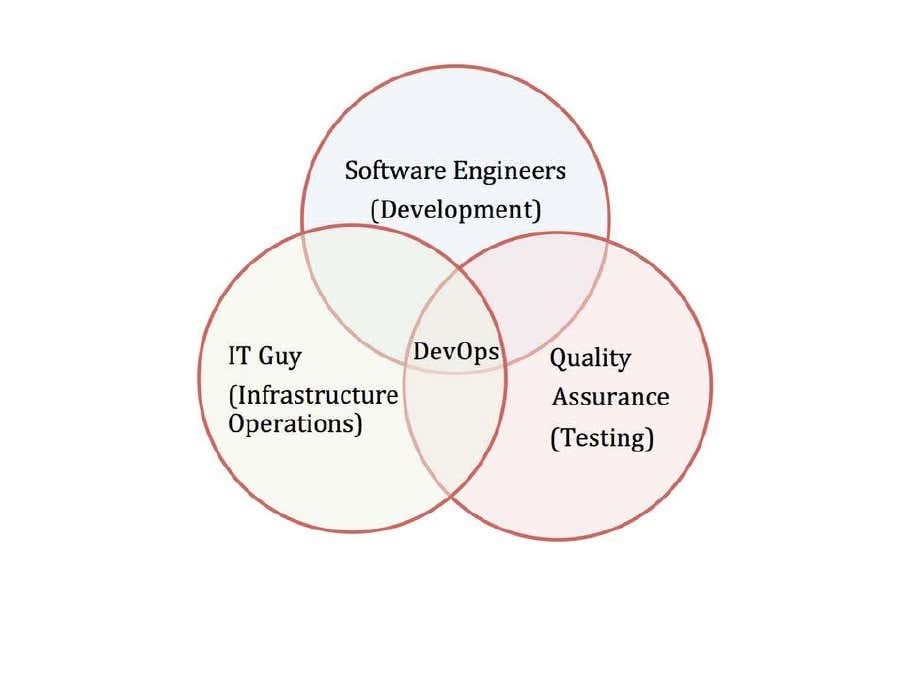 Software Engineers
(Development)
DevOps
IT Guy
(Infrastructure
Operations)
Quality
Assurance
(Testing)